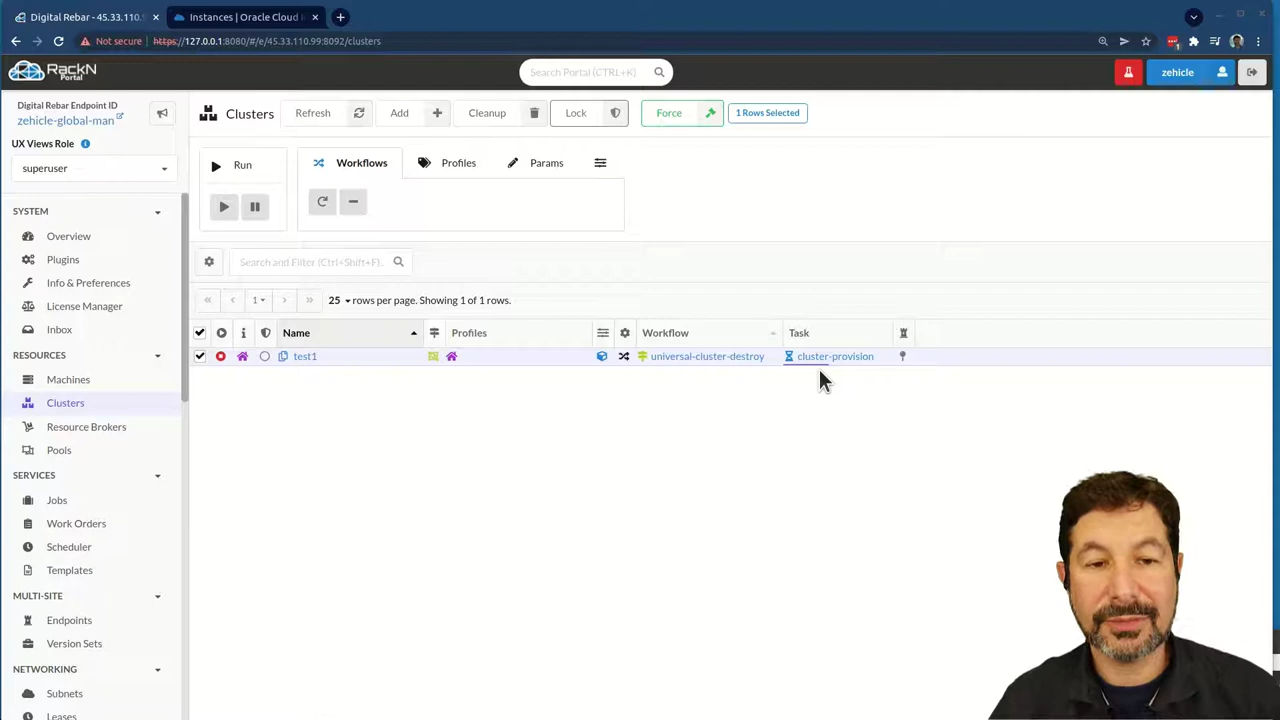 Digital Rebar - 45.33.110.9
Instances | Oracle Cloud I
Not secure https://127.0.0.1:8080/#/e/45.33.110.99:8092/clusters
RackN
Portal
Search Portal (CTRL+K)
zehicle
Digital Rebar Endpoint ID
zehicle-global-man
UX Views Role
superuser
Clusters
Refresh
Add
Cleanup
Lock
Force
1 Rows Selected
Run
Workflows
Profiles
Params
Search and Filter (Ctrl+Shift+F)..
1
25 rows per page. Showing 1 of 1 rows.
Name
Profiles
Workflow
Task
test1
universal-cluster-destroy
cluster-provision
SYSTEM
Overview
Plugins
Info & Preferences
License Manager
Inbox
RESOURCES
Machines
Clusters
Resource Brokers
Pools
SERVICES
Jobs
Work Orders
Scheduler
Templates
MULTI-SITE
Endpoints
Version Sets
NETWORKING
Subnets
Leases